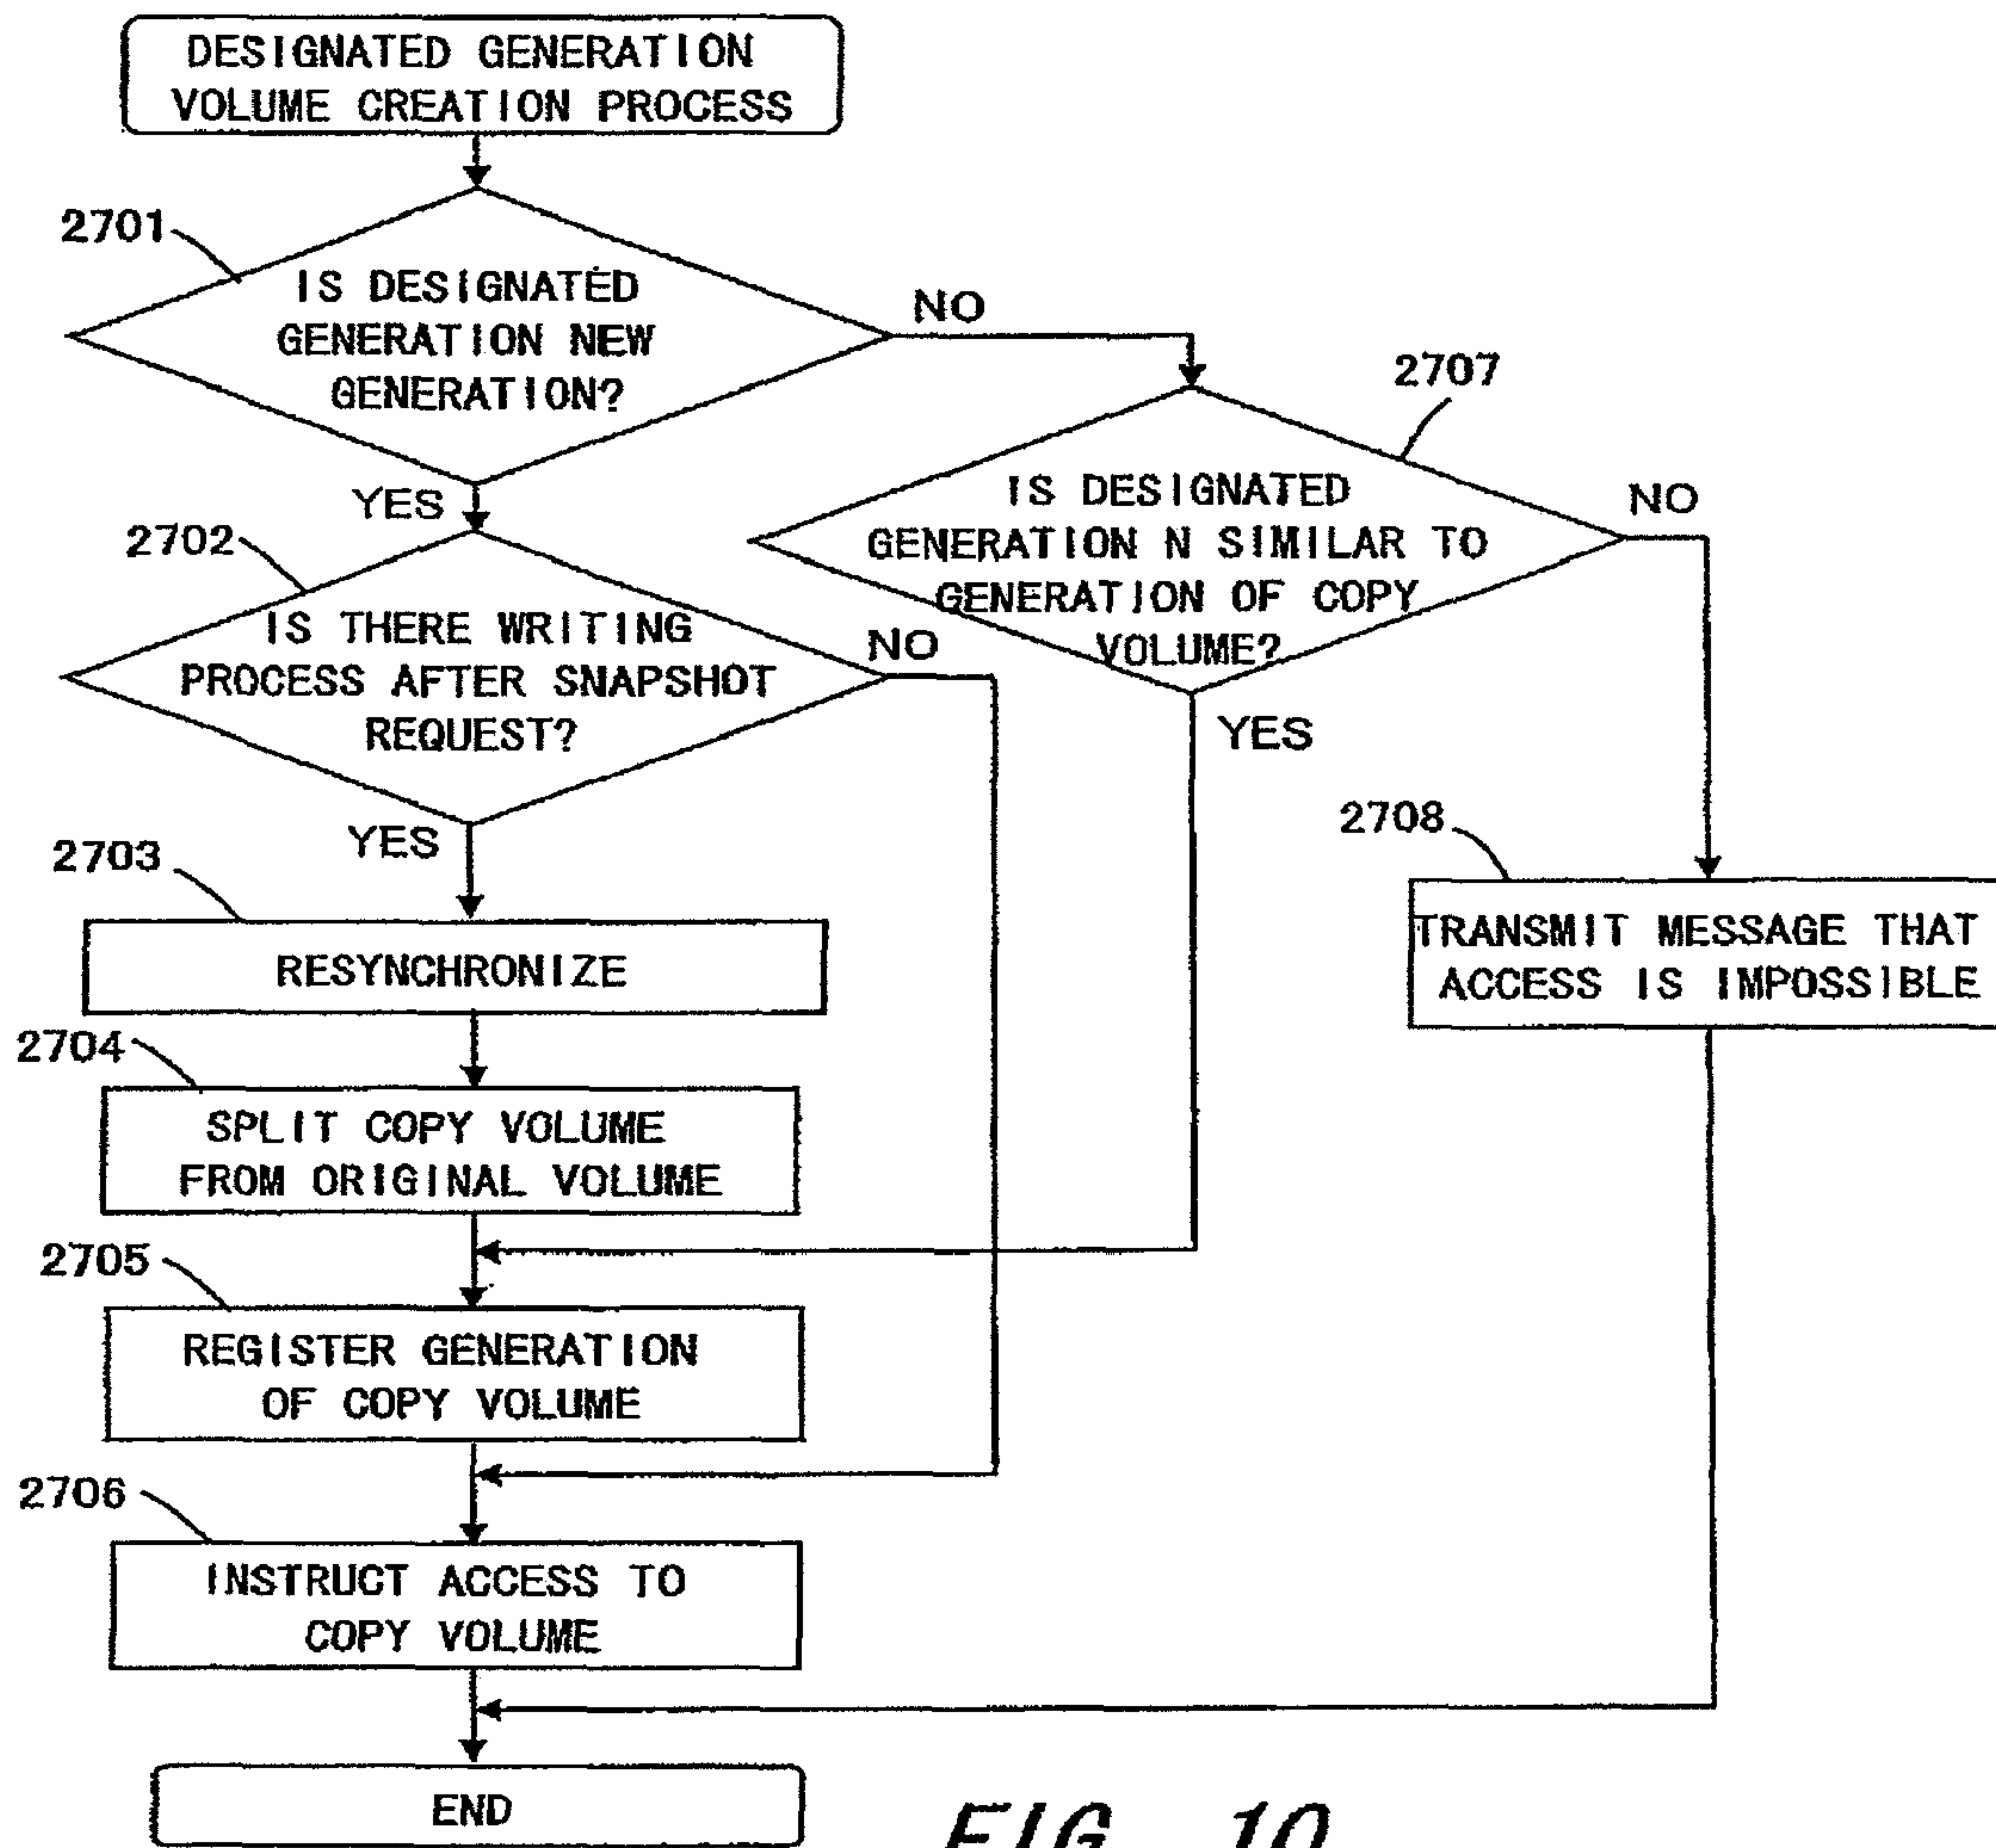 DESIGNATED GENERATION
VOLUME CREATION PROCESS
2701
IS DESIGNATED
GENERATION NEW
GENERATION?
NO
YES
2707
IS DESIGNATED
GENERATION N SIMILAR TO
GENERATION OF COPY
VOLUME?
NO
YES
2702
IS THERE WRITING
PROCESS AFTER SNAPSHOT
REQUEST?
NO
YES
2708
TRANSMIT MESSAGE THAT
ACCESS IS IMPOSSIBLE
2703
RESYNCHRONIZE
2704
SPLIT COPY VOLUME
FROM ORIGINAL VOLUME
2705
REGISTER GENERATION
OF COPY VOLUME
2706
INSTRUCT ACCESS TO
COPY VOLUME
END
FIG. 10